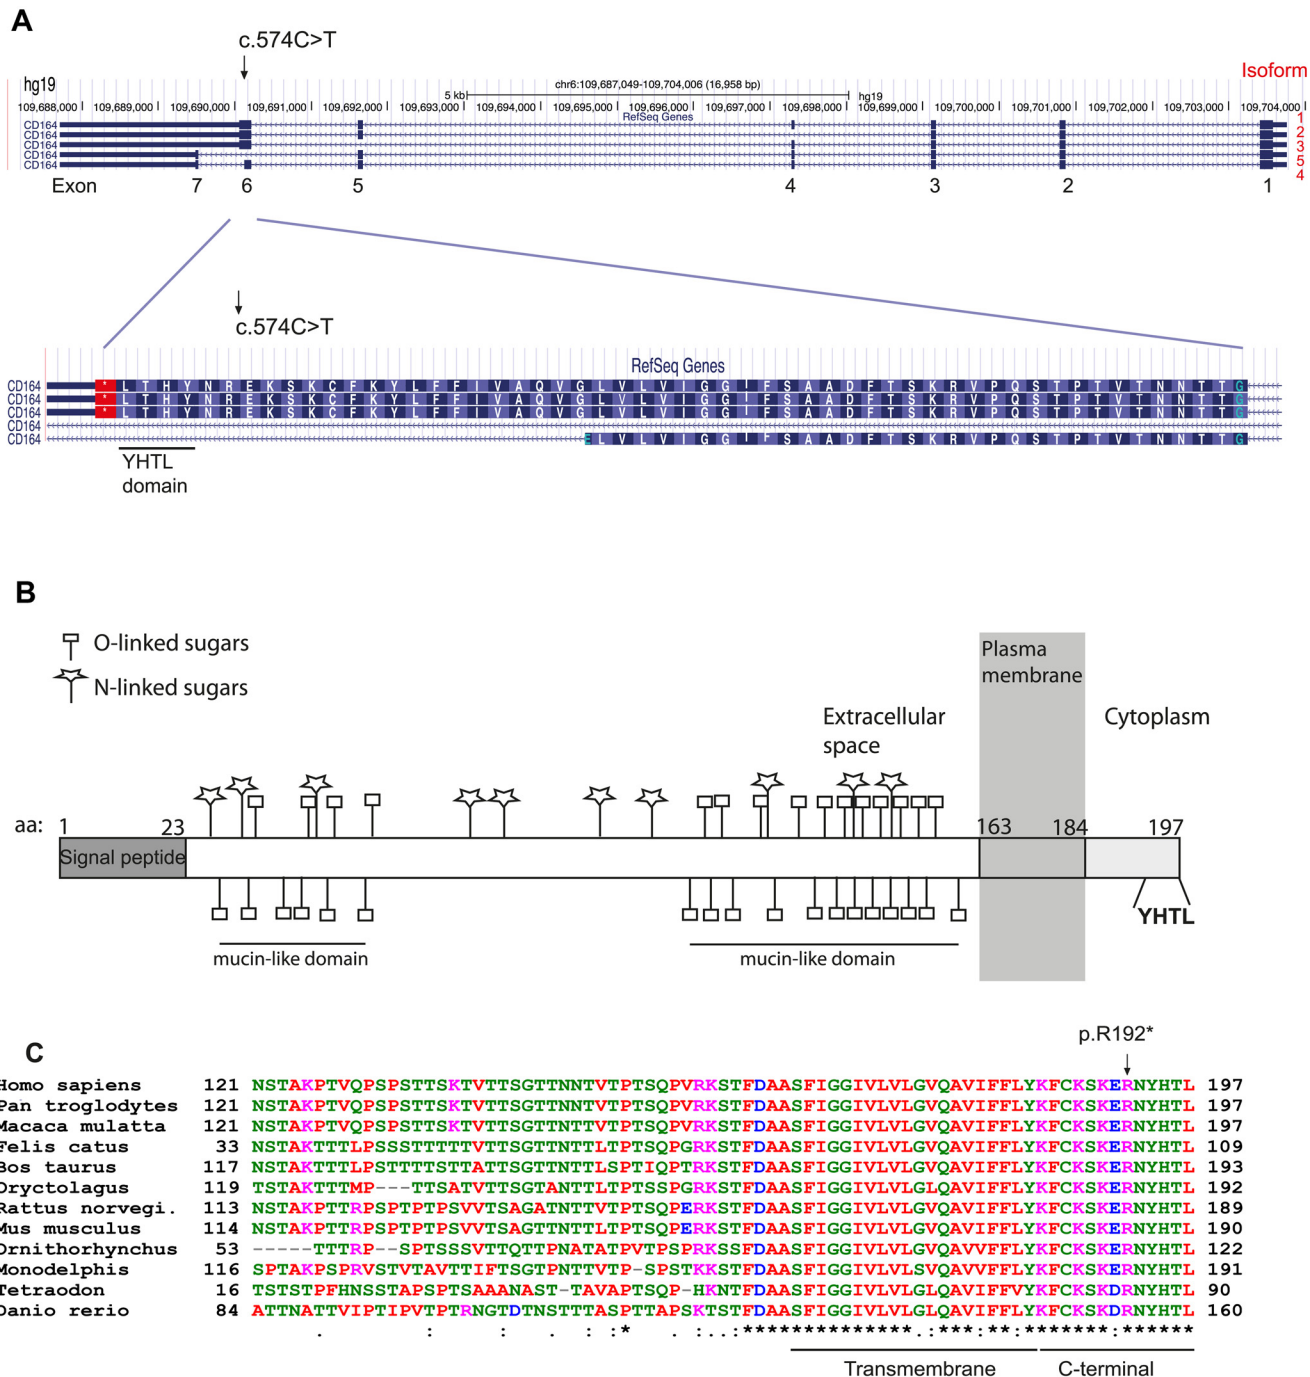 A
c.574C>T
hg19
chr6:109,687,049-109,704,006 (16,958 bp)
Isoform
5 kb
hg19
109,688,000 109,689,000 109,690,000 109,691,000 109,692,000 109,693,000 109,694,000 109,695,000 109,696,000 109,697,000 109,698,000 109,699,000 109,700,000 109,701,000 109,702,000 109,703,000 109,704,000
RefSeq Genes
CD164 1
CD164 2
CD164 3
CD164 5
CD164 4
Exon 7 6 5 4 3 2 1
c.574C>T
RefSeq Genes
CD164 * L T H Y N R E K S K C F K Y L F F I V A Q V G L V L V I G G I F S A A D F T S K R V P Q S T P T V T N N T T G
CD164 * L T H Y N R E K S K C F K Y L F F I V A Q V G L V L V I G G I F S A A D F T S K R V P Q S T P T V T N N T T G
CD164 * L T H Y N R E K S K C F K Y L F F I V A Q V G L V L V I G G I F S A A D F T S K R V P Q S T P T V T N N T T G
CD164
CD164 E L V L V I G G I F S A A D F T S K R V P Q S T P T V T N N T T G
YHTL
domain
B
O-linked sugars
N-linked sugars
Plasma
membrane
Extracellular
space
Cytoplasm
aa: 1 23 163 184 197
Signal peptide
YHTL
mucin-like domain mucin-like domain
p.R192*
C
Homo sapiens 121 NSTAKPTVQPSPSTTSKTVTTSGTTNNTVTPTSQPVRKSTFDAASFIGGIVLVLGVQAVIFFLYKFCKSKERNYHTL 197
Pan troglodytes 121 NSTAKPTVQPSPSTTSKTVTTSGTTNNTVTPTSQPVRKSTFDAASFIGGIVLVLGVQAVIFFLYKFCKSKERNYHTL 197
Macaca mulatta 121 NSTAKPTVQPSPSTTSKTVTTSGTTNNTVTPTSQPVRKSTFDAASFIGGIVLVLGVQAVIFFLYKFCKSKERNYHTL 197
Felis catus 33 NSTAKTTTLPSSSTTTTTVTTSGTTNNTLTPTSQPGRKSTFDAASFIGGIVLVLGVQAVIFFLYKFCKSKERNYHTL 109
Bos taurus 117 NSTAKTTTLPSTTTTSTTATTSGTTNNTLSPTIQPTRKSTFDAASFIGGIVLVLGVQAVIFFLYKFCKSKERNYHTL 193
Oryctolagus 119 TSTAKTTTMP---TTSATVTTSGTANTTLTPTSSPGRKSTFDAASFIGGIVLVLGLQAVIFFLYKFCKSKERNYHTL 192
Rattus norvegi. 113 NSTAKPTTRPSPTPTPSVVTSAGATNTTVTPTSQPERKSTFDAASFIGGIVLVLGVQAVIFFLYKFCKSKERNYHTL 189
Mus musculus 114 NSTAKPTTRPSPTPTPSVVTSAGTTNTTLTPTSQPERKSTFDAASFIGGIVLVLGVQAVIFFLYKFCKSKERNYHTL 190
Ornithorhynchus 53 -----TTTRP--SPTSSSVTTQTTPNATATPVTPSPRKSSFDAASFIGGIVLVLGVQAVVFFLYKFCKSKERNYHTL 122
Monodelphis 116 SPTAKPSPRVSTVTAVTTIFTSGTPNTTVTP-SPSTKKSTFDAASFIGGIVLVLSVQAVIFFLYKFCKSKERNYHTL 191
Tetraodon 16 TSTSTPFHNSSTAPSPTSAAANAST-TAVAPTSQP-HKNTFDAASFIGGIVLVLGLQAVIFFVYKFCKSKDRNYHTL 90
Danio rerio 84 ATTNATTVIPTIPVTPTRNGTDTNSTTTASPTTAPSKTSTFDAASFIGGIVLVLGLQAVIFFLYKFCKSKDRNYHTL 160
. : : . : :* . :..:**************.:***:**:*******:******
Transmembrane C-terminal